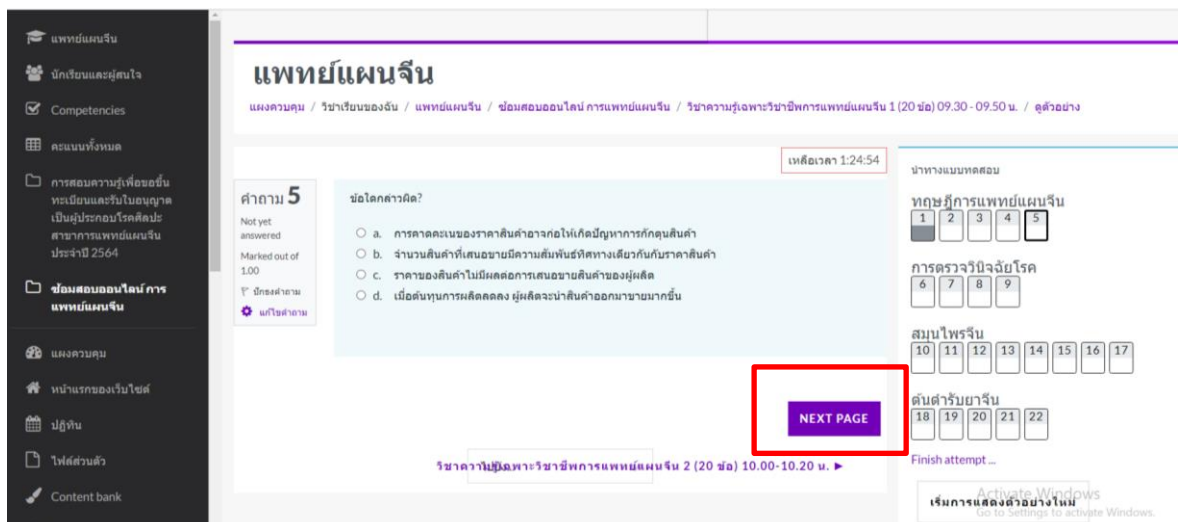 แพทย์แผนจีน
นักเรียนและผู้สนใจ
Competencies
คะแนนทั้งหมด
การสอบความรู้เพื่อขอขึ้น
ทะเบียนและรับใบอนุญาต
เป็นผู้ประกอบโรคศิลปะ
สาขาการแพทย์แผนจีน
ประจำปี 2564
ซ้อมสอบออนไลน์ การ
แพทย์แผนจีน
แผงควบคุม
หน้าแรกของเว็บไซต์
ปฏิทิน
ไฟล์ส่วนตัว
Content bank
แพทย์แผนจีน
แผงควบคุม / วิชาเรียนของฉัน / แพทย์แผนจีน / ซ้อมสอบออนไลน์ การแพทย์แผนจีน / วิชาความรู้เฉพาะวิชาชีพการแพทย์แผนจีน 1 (20 ข้อ) 09.30 - 09.50 น. / ดูตัวอย่าง
เหลือเวลา 1:24:54
คำถาม 5
Not yet
answered
Marked out of
1.00
ปักธงคำถาม
แก้ไขคำถาม
ข้อใดกล่าวผิด?
a. การคาดคะเนของราคาสินค้าอาจก่อให้เกิดปัญหาการกักตุนสินค้า
b. จำนวนสินค้าที่เสนอขายมีความสัมพันธ์ทิศทางเดียวกันกับราคาสินค้า
c. ราคาของสินค้าไม่มีผลต่อการเสนอขายสินค้าของผู้ผลิต
d. เมื่อต้นทุนการผลิตลดลง ผู้ผลิตจะนำสินค้าออกมาขายมากขึ้น
NEXT PAGE
วิชาความรู้เฉพาะวิชาชีพการแพทย์แผนจีน 2 (20 ข้อ) 10.00-10.20 น. ►
นำทางแบบทดสอบ
ทฤษฎีการแพทย์แผนจีน
1 2 3 4 5
การตรวจวินิจฉัยโรค
6 7 8 9
สมุนไพรจีน
10 11 12 13 14 15 16 17
ตันตำรับยาจีน
18 19 20 21 22
Finish attempt ...
เริ่มการแสดงตัวอย่างใหม่
Activate Windows
Go to Settings to activate Windows.